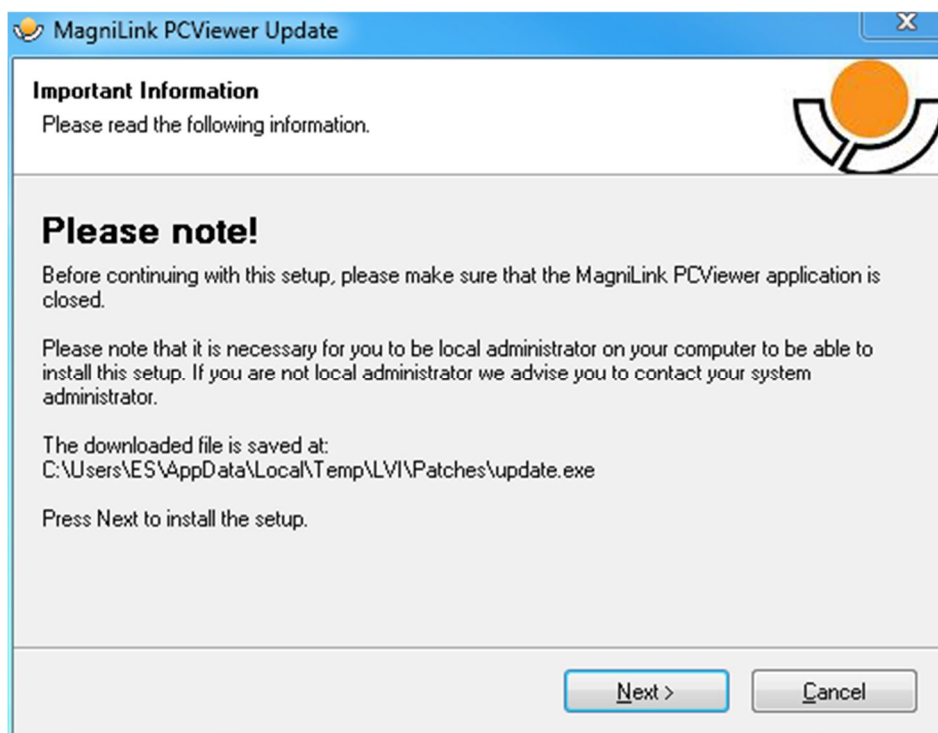 MagniLink PCViewer Update
Important Information
Please read the following information.
Please note!
Before continuing with this setup, please make sure that the MagniLink PCViewer application is
closed.
Please note that it is necessary for you to be local administrator on your computer to be able to
install this setup. If you are not local administrator we advise you to contact your system
administrator.
The downloaded file is saved at:
C:\Users\ES\AppData\Local\Temp\LVI\Patches\update.exe
Press Next to install the setup.
Next >
Cancel